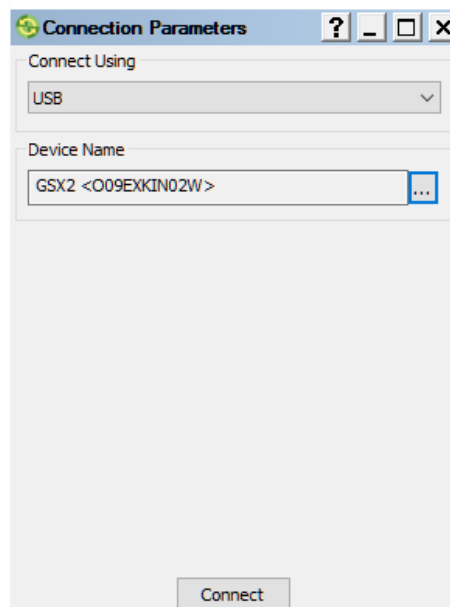 Connection Parameters
Connect Using
USB
Device Name
GSX2 <O09EXKIN02W>
...
Connect